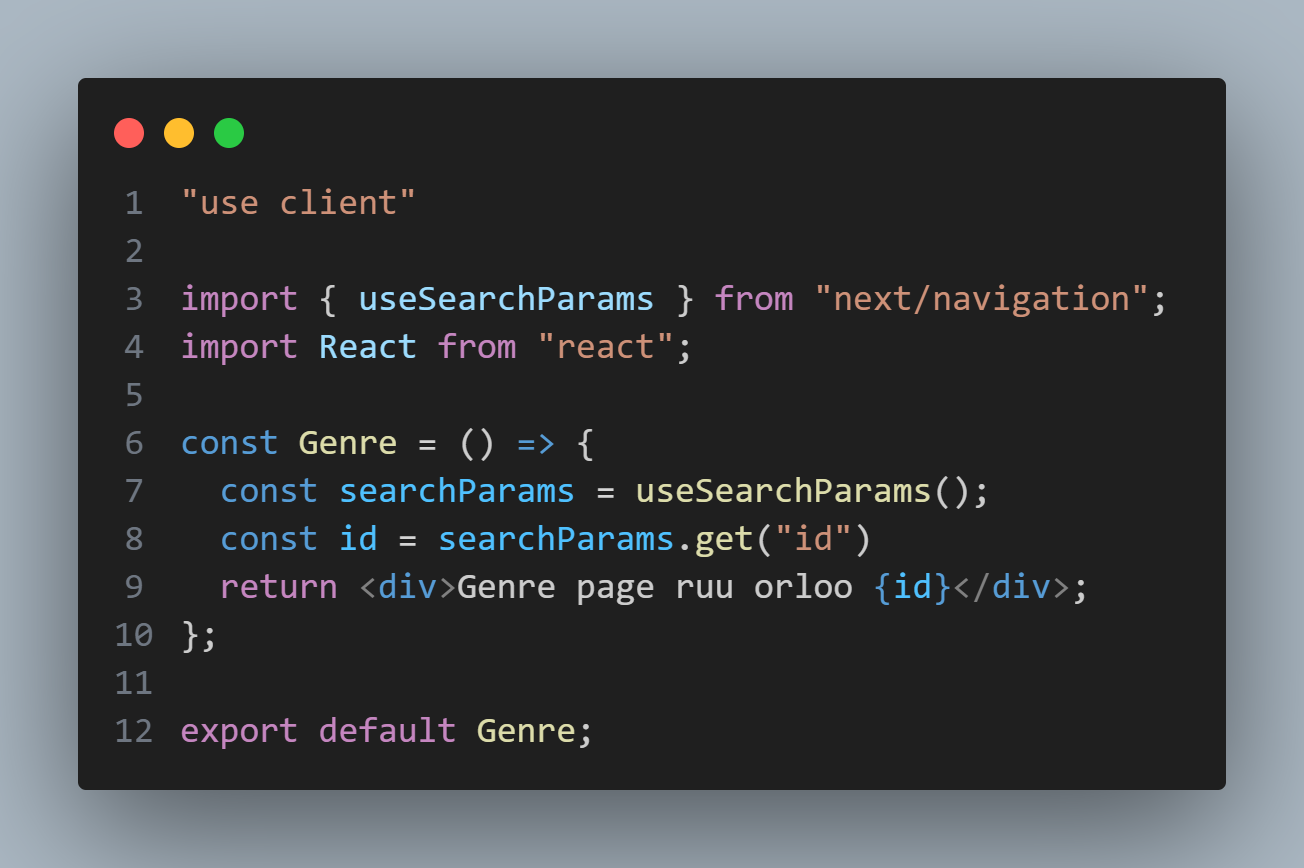 1 "use client"
2
3 import { useSearchParams } from "next/navigation";
4 import React from "react";
5
6 const Genre = () => {
7   const searchParams = useSearchParams();
8   const id = searchParams.get("id")
9   return <div>Genre page ruu orloo {id}</div>;
10 };
11
12 export default Genre;